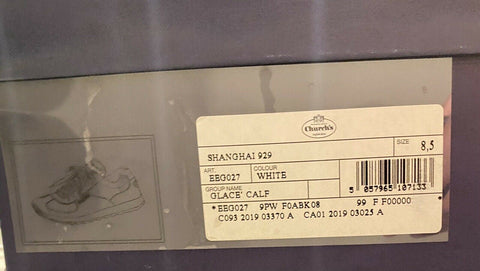 Church's
SHANGHAI 929
SIZE 8,5
ART. COLOUR
EEG027 WHITE
GROUP NAME
GLACE' CALF
5 057965 107133
*EEG027 9PW F0ABK08 99 F F00000
C093 2019 03370 A CA01 2019 03025 A